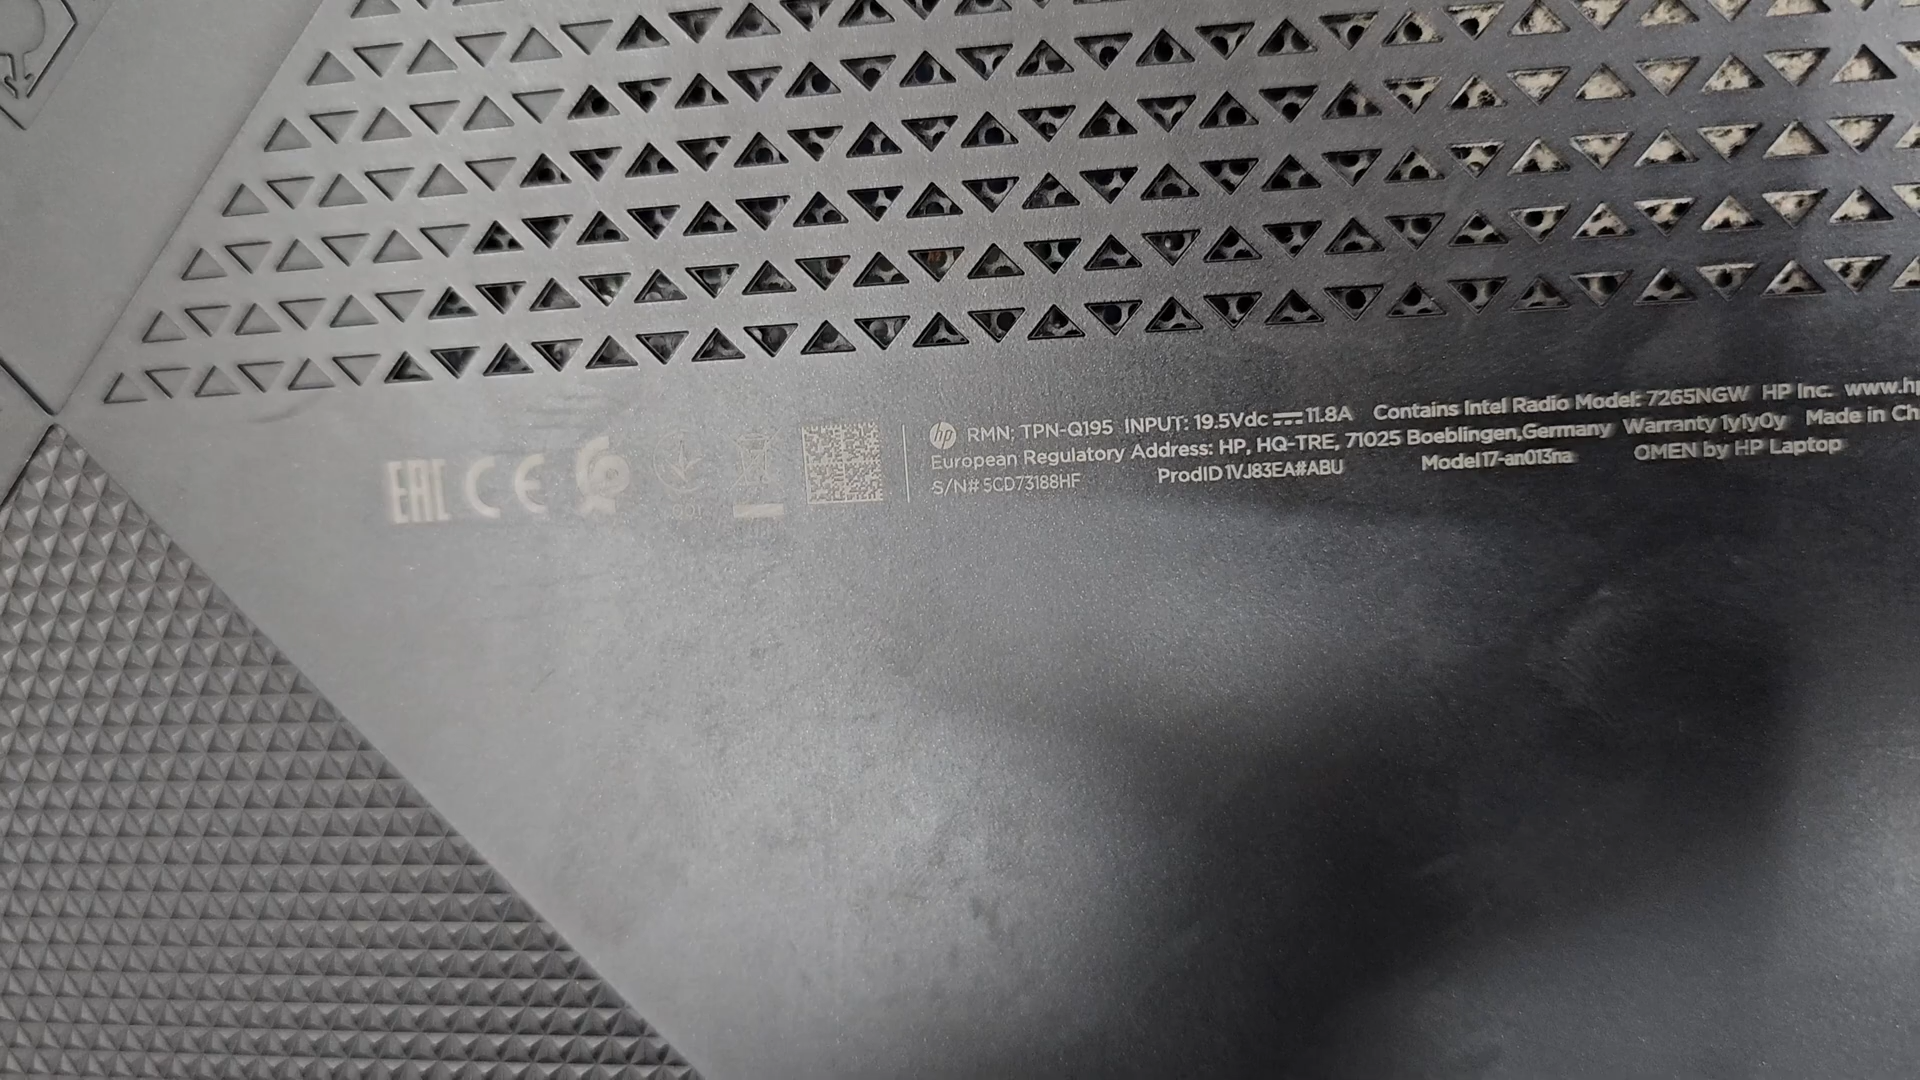 hp RMN: TPN-Q195 INPUT: 19.5Vdc 11.8A Contains Intel Radio Model: 7265NGW HP Inc. www.hp
European Regulatory Address: HP, HQ-TRE, 71025 Boeblingen,Germany Warranty 1y1y0y Made in Ch
S/N# 5CD73188HF ProdID 1VJ83EA#ABU Model 17-an013na OMEN by HP Laptop
EAC CE